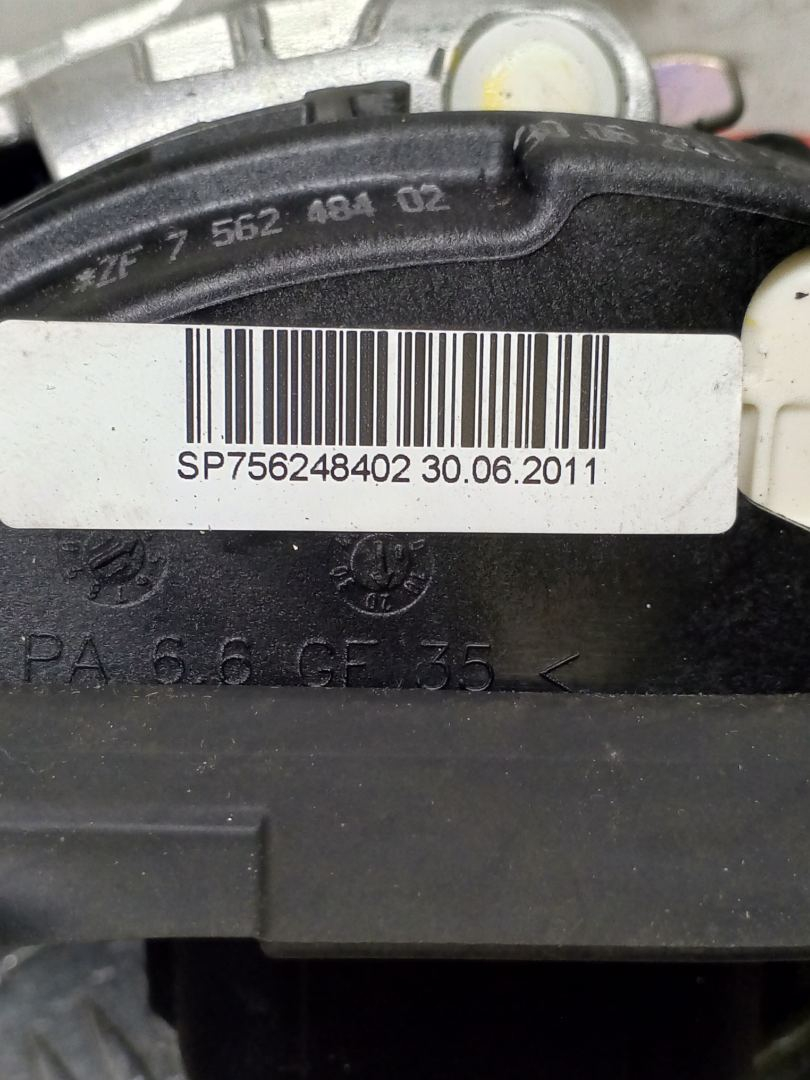 *ZF 7 562 484 02
SP756248402 30.06.2011
PA 6.6 GF 35 <